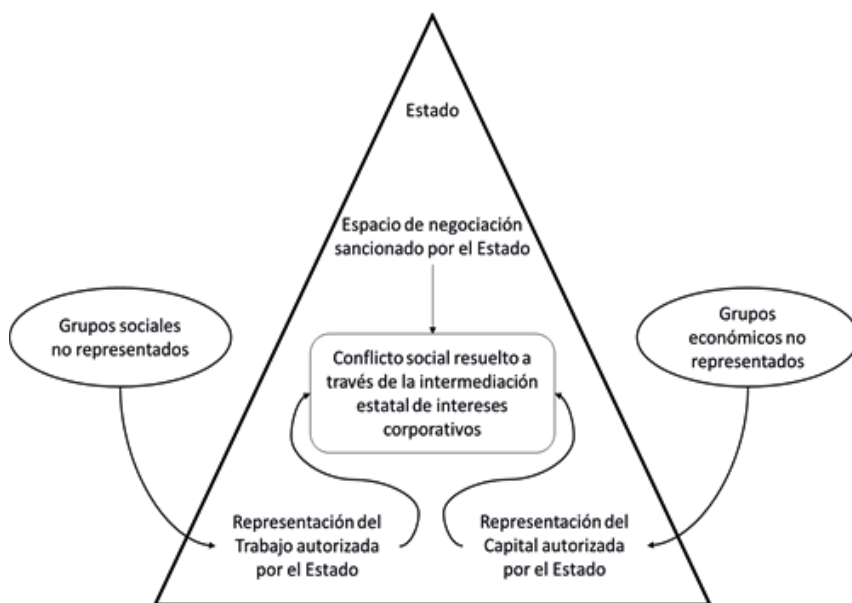 Estado
Espacio de negociación
sancionado por el Estado
Grupos sociales
no representados
Grupos
económicos no
representados
Conflicto social resuelto a
través de la intermediación
estatal de intereses
corporativos
Representación del
Trabajo autorizada
por el Estado
Representación del
Capital autorizada
por el Estado